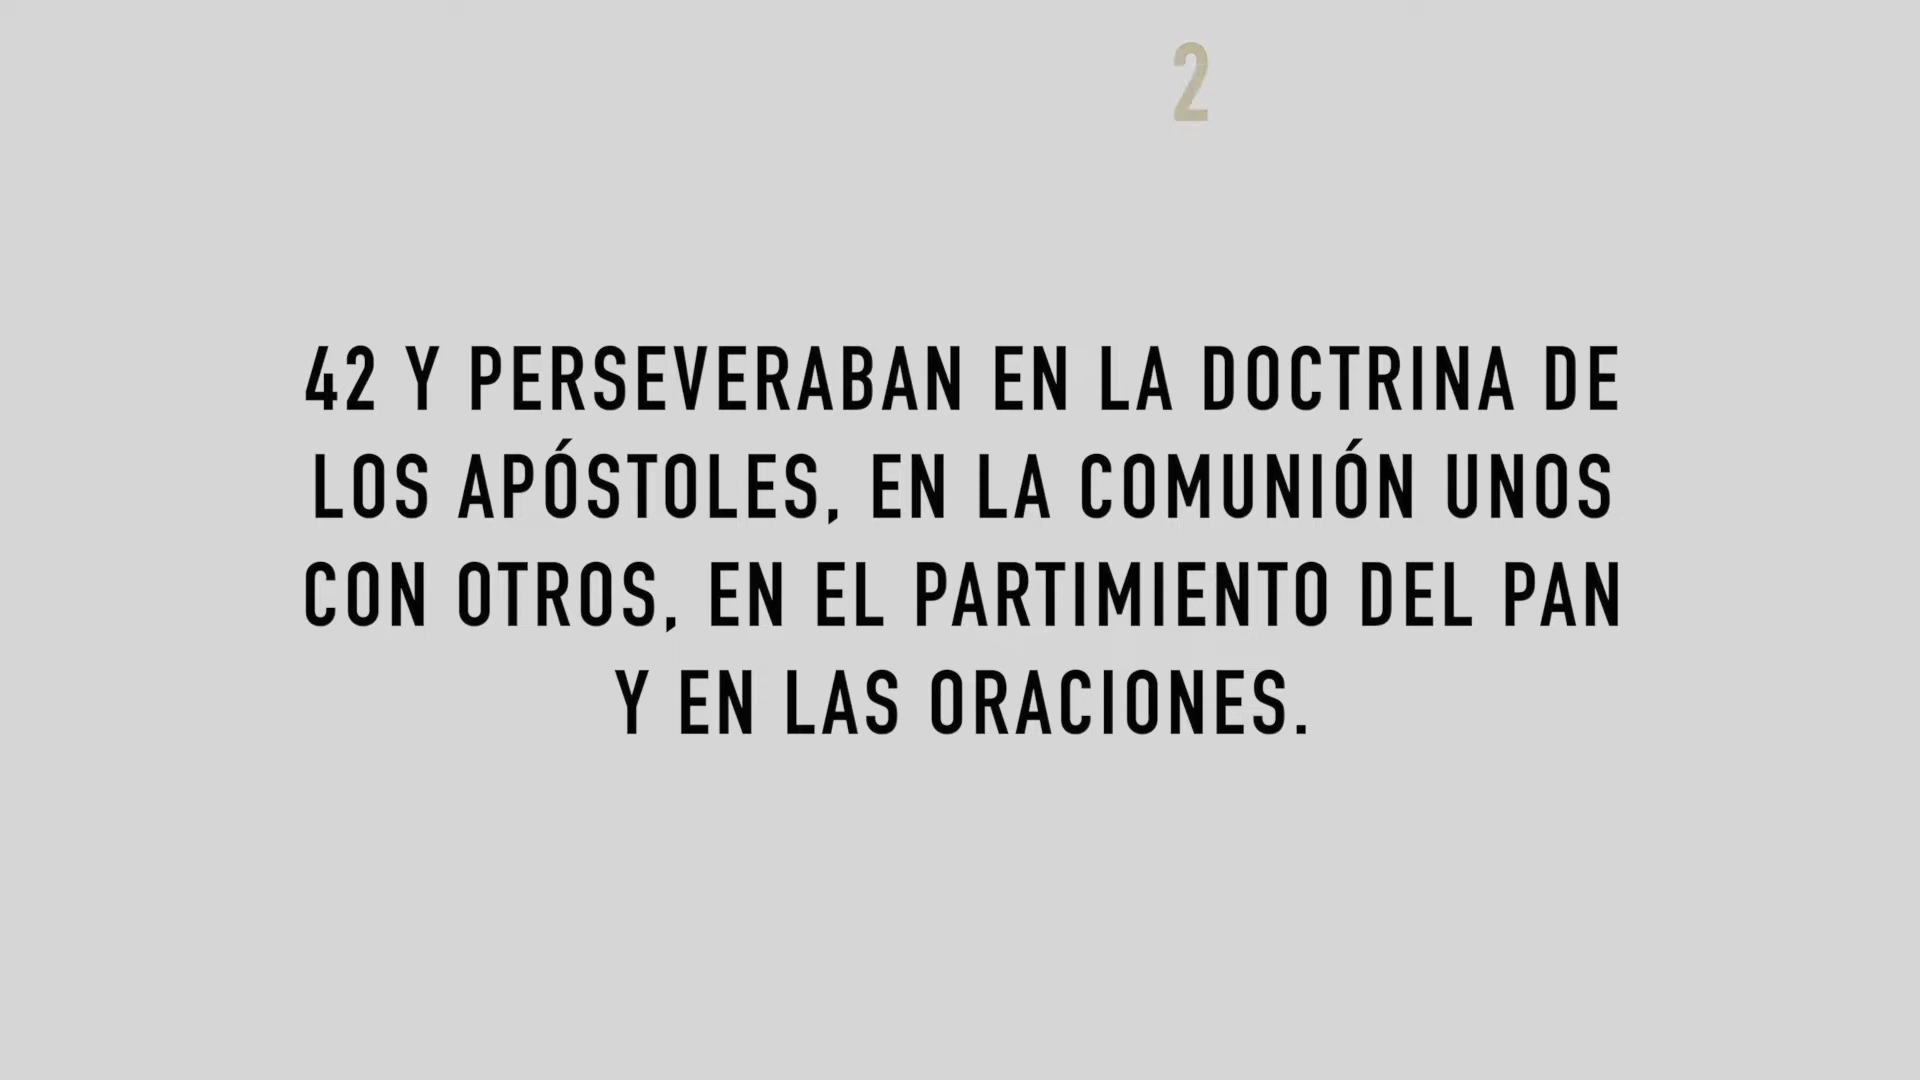 2
42 Y PERSEVERABAN EN LA DOCTRINA DE
LOS APÓSTOLES, EN LA COMUNIÓN UNOS
CON OTROS, EN EL PARTIMIENTO DEL PAN
Y EN LAS ORACIONES.